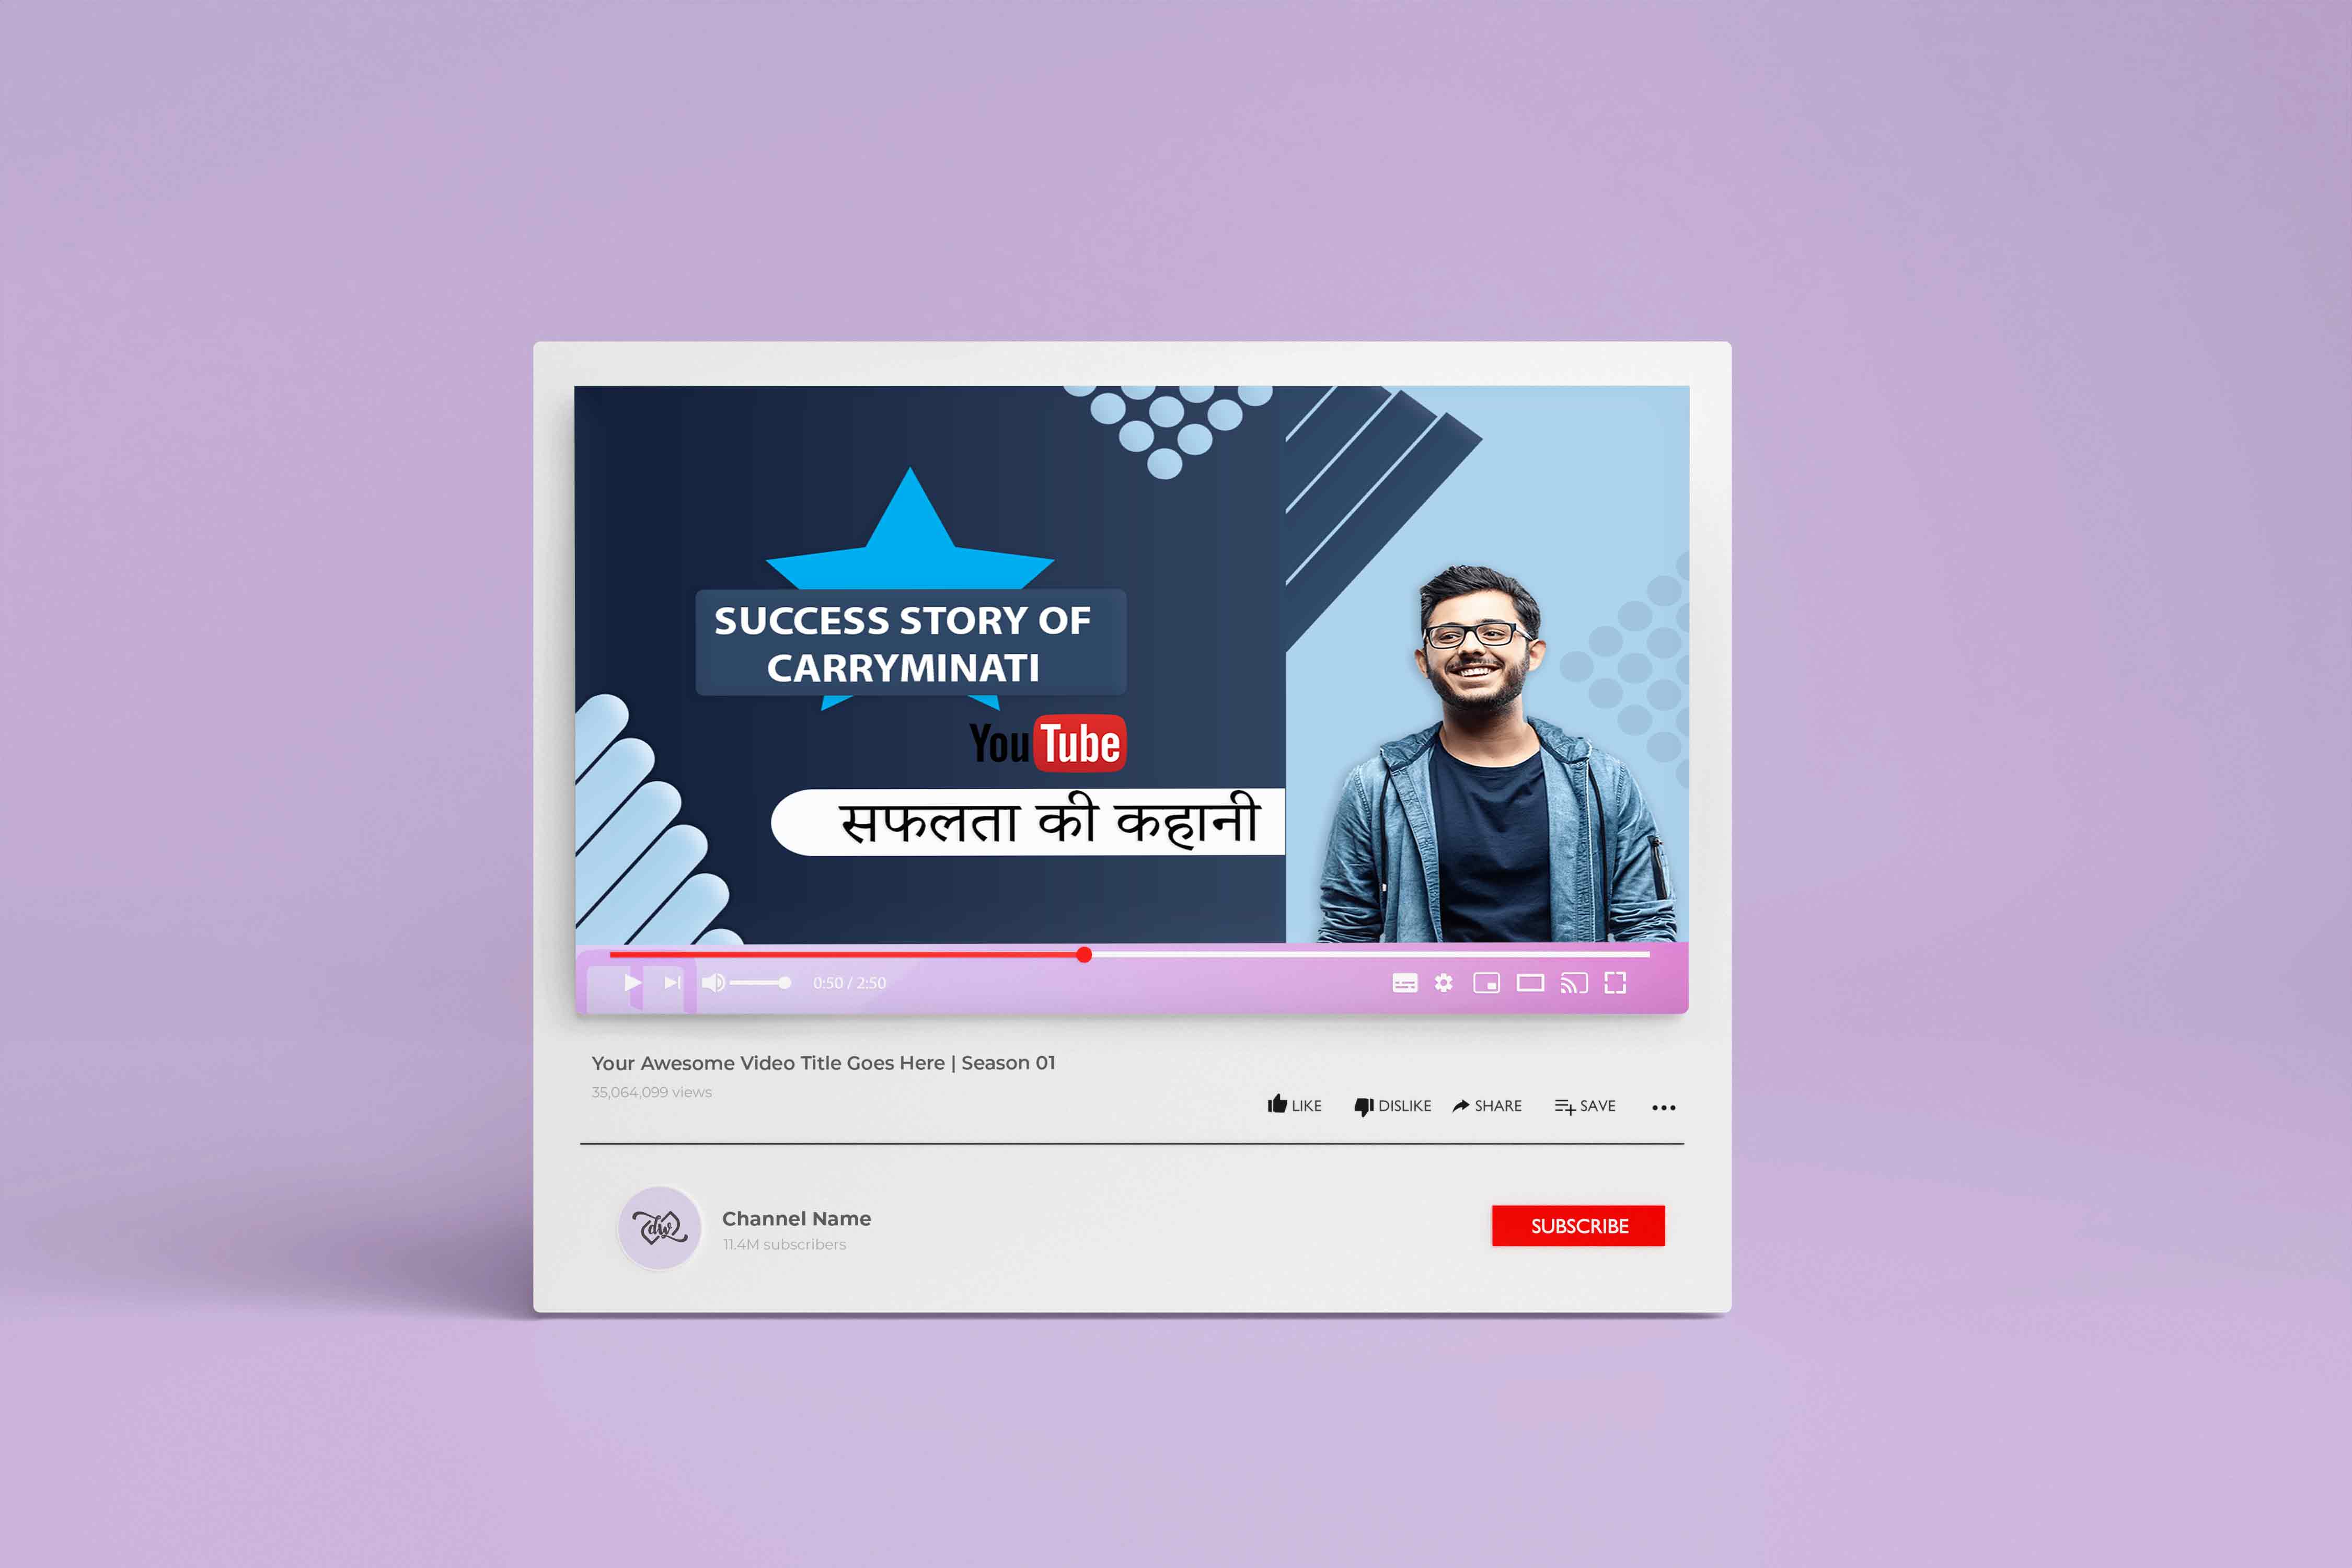 SUCCESS STORY OF
CARRYMINATI
YouTube
सफलता की कहानी
0:50 / 2:50
Your Awesome Video Title Goes Here | Season 01
35,064,099 views
LIKE DISLIKE SHARE SAVE
dw
Channel Name
11.4M subscribers
SUBSCRIBE